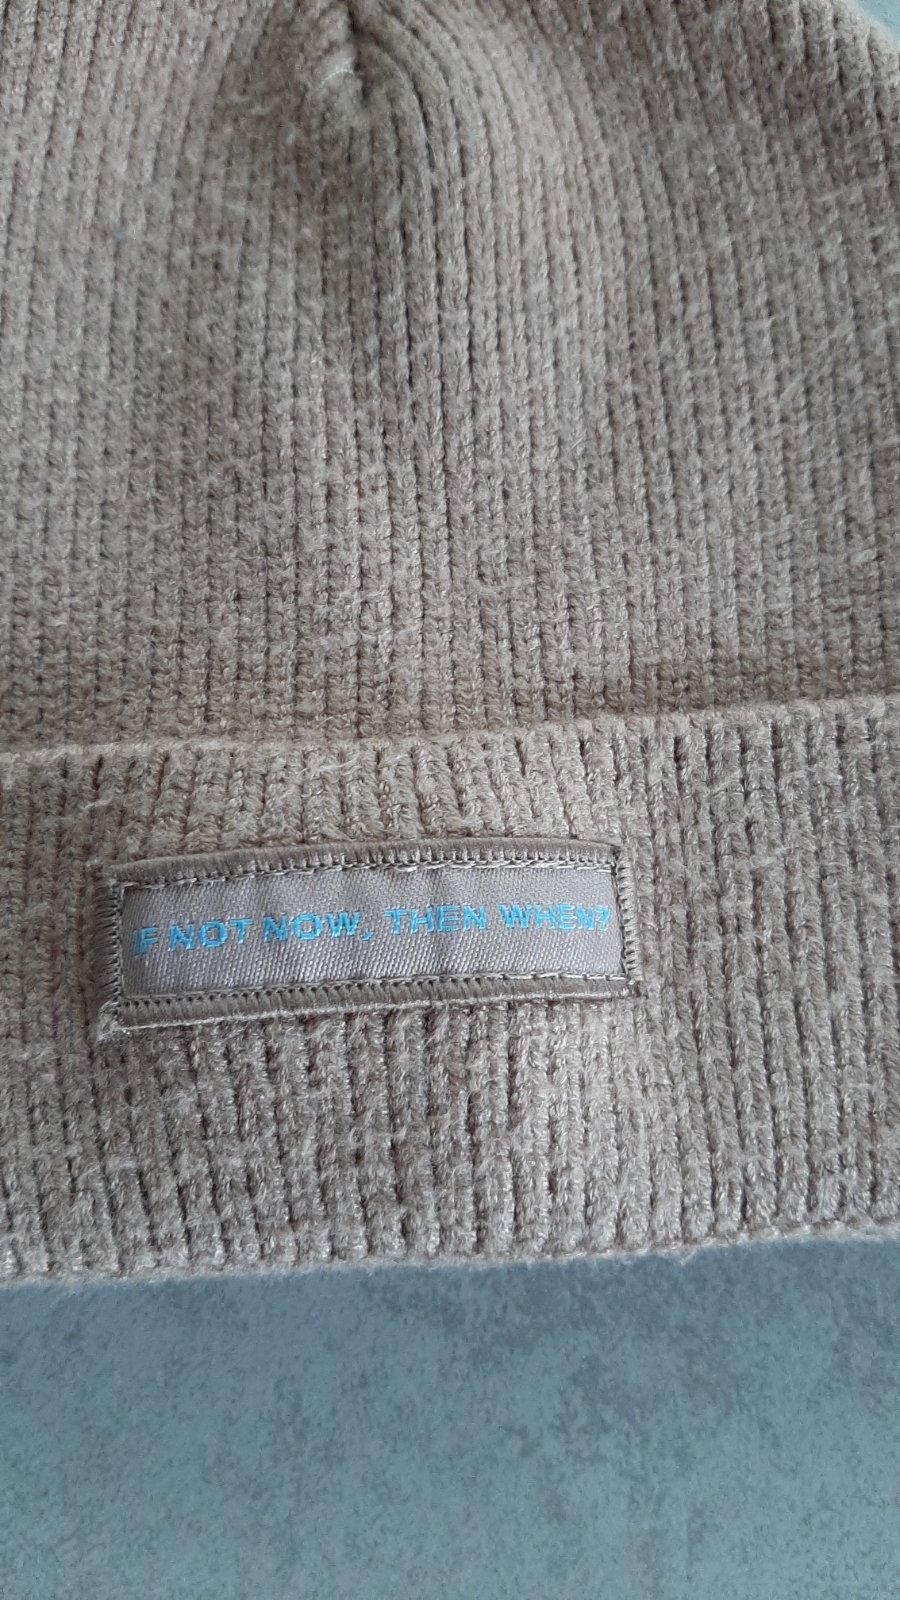 IF NOT NOW, THEN WHEN?